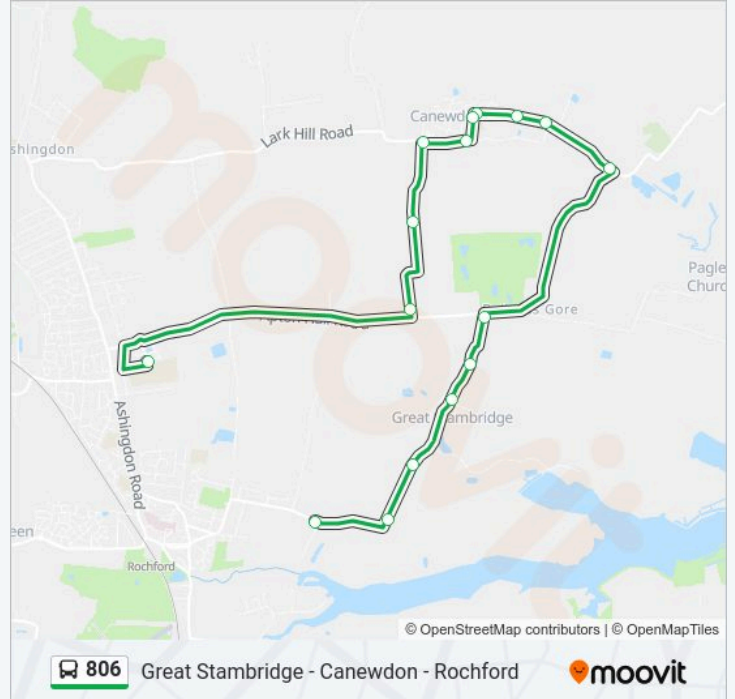 Canewd
Lark Hill Road
shingdon
Pagle
Churc
s Gore
Great Stambridge
Ashingdon Road
een
Rochford
© OpenStreetMap contributors | © OpenMapTiles
806 Great Stambridge - Canewdon - Rochford
moovit